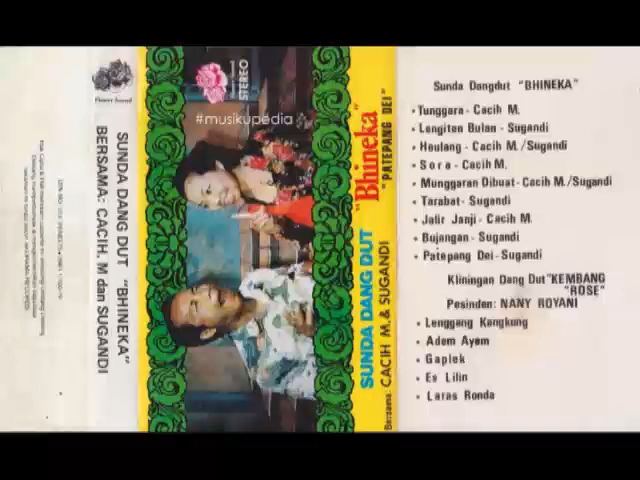 Flower Sound
SUNDA DANG DUT "BHINEKA"
BERSAMA: CACIH. M dan SUGANDI
STEREO
#musikupedia
SUNDA DANG DUT
"Bhineka"
"PATEPANG DEI"
Bersama: CACIH M. & SUGANDI
Sunda Dangdut "BHINEKA"
• Tunggara - Cacih M.
• Lengiten Bulan - Sugandi
• Heulang - Cacih M./Sugandi
• Sora - Cacih M.
• Munggaran Dibuat - Cacih M./Sugandi
• Tarabat - Sugandi
• Jalir Janji - Cacih M.
• Bujangan - Sugandi
• Patepang Dei - Sugandi
Kliningan Dang Dut "KEMBANG
"ROSE"
Pesinden: NANY ROYANI
• Lenggang Kangkung
• Adem Ayem
• Gaplek
• Es Lilin
• Laras Ronda